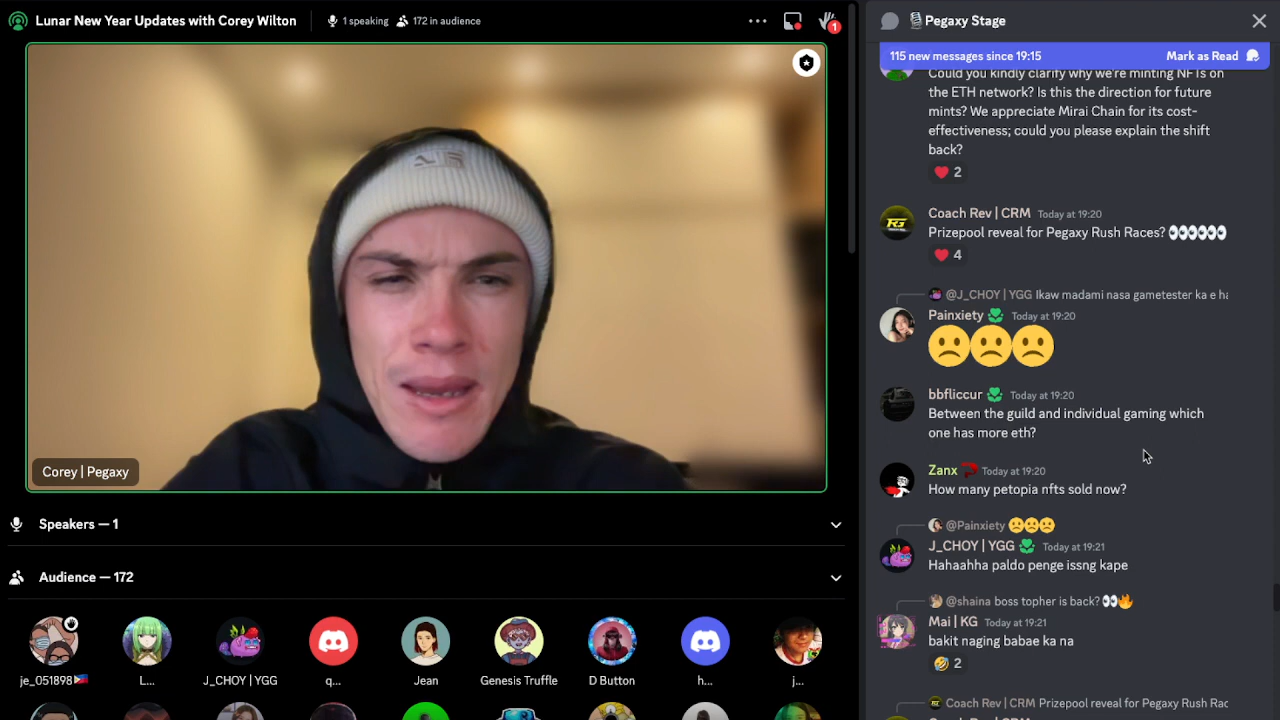 Lunar New Year Updates with Corey Wilton
1 speaking
172 in audience
1
Corey | Pegaxy
Speakers — 1
Audience — 172
je_051898
L...
J_CHOY | YGG
q...
Jean
Genesis Truffle
D Button
h...
j...
Pegaxy Stage
115 new messages since 19:15
Mark as Read
Could you kindly clarify why we're minting NFTs on
the ETH network? Is this the direction for future
mints? We appreciate Mirai Chain for its cost-
effectiveness; could you please explain the shift
back?
2
Coach Rev | CRM Today at 19:20
Prizepool reveal for Pegaxy Rush Races?
4
@J_CHOY | YGG Ikaw madami nasa gametester ka e
Painxiety Today at 19:20
bbfliccur Today at 19:20
Between the guild and individual gaming which
one has more eth?
Zanx Today at 19:20
How many petopia nfts sold now?
@Painxiety
J_CHOY | YGG Today at 19:21
Hahaahha paldo penge issng kape
@shaina boss topher is back?
Mai | KG Today at 19:21
bakit naging babae ka na
2
Coach Rev | CRM Prizepool reveal for Pegaxy Rush